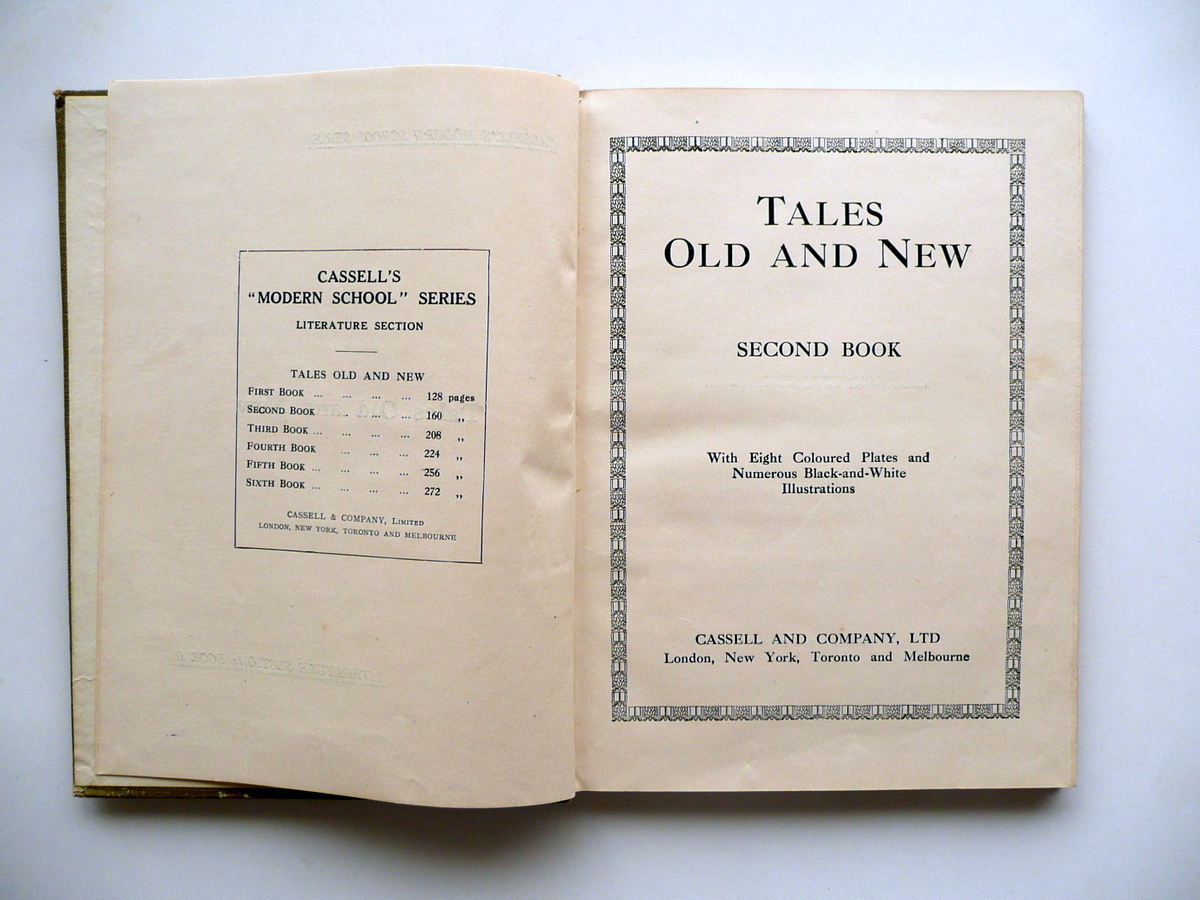 CASSELL'S
"MODERN SCHOOL" SERIES
LITERATURE SECTION
TALES OLD AND NEW
FIRST BOOK ... ... ... ... 128 pages
SECOND BOOK ... ... ... 160 ,,
THIRD BOOK ... ... ... ... 208 ,,
FOURTH BOOK ... ... ... 224 ,,
FIFTH BOOK ... ... ... ... 256 ,,
SIXTH BOOK ... ... ... ... 272 ,,
CASSELL & COMPANY, LIMITED
LONDON, NEW YORK, TORONTO AND MELBOURNE
TALES
OLD AND NEW
SECOND BOOK
With Eight Coloured Plates and
Numerous Black-and-White
Illustrations
CASSELL AND COMPANY, LTD
London, New York, Toronto and Melbourne